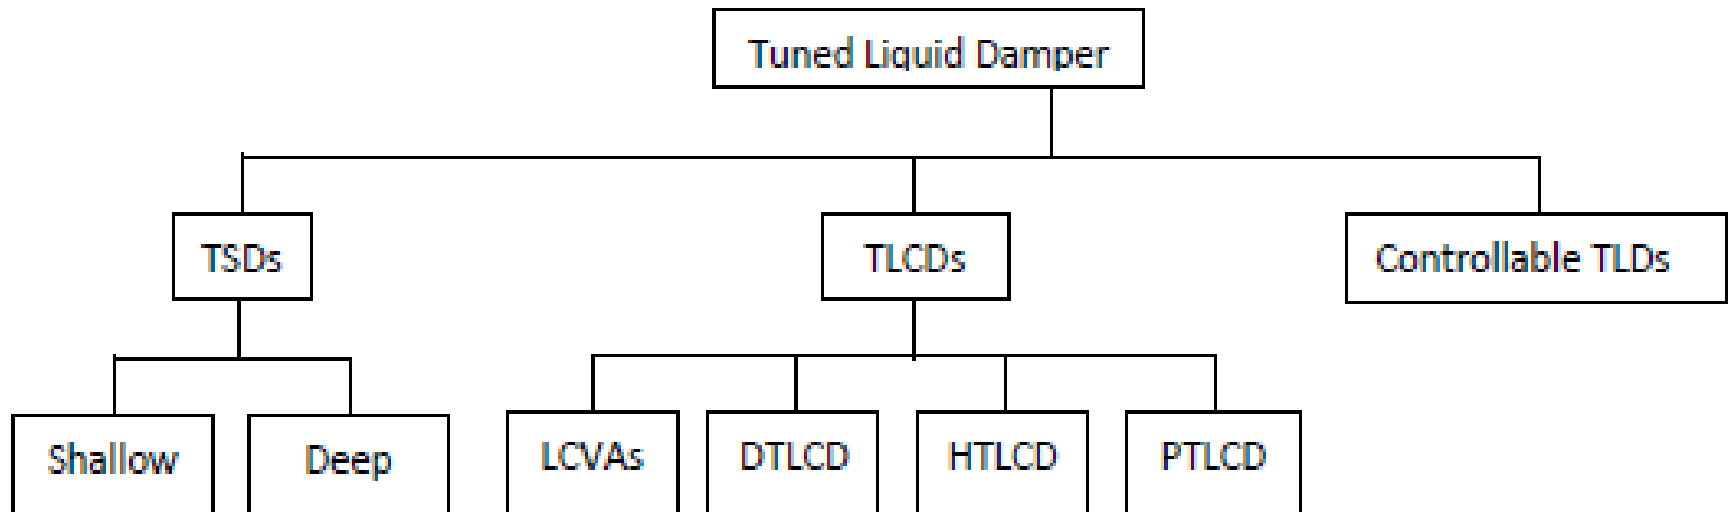 Tuned Liquid Damper
TSDs
TLCDs
Controllable TLDs
Shallow
Deep
LCVAs
DTLCD
HTLCD
PTLCD